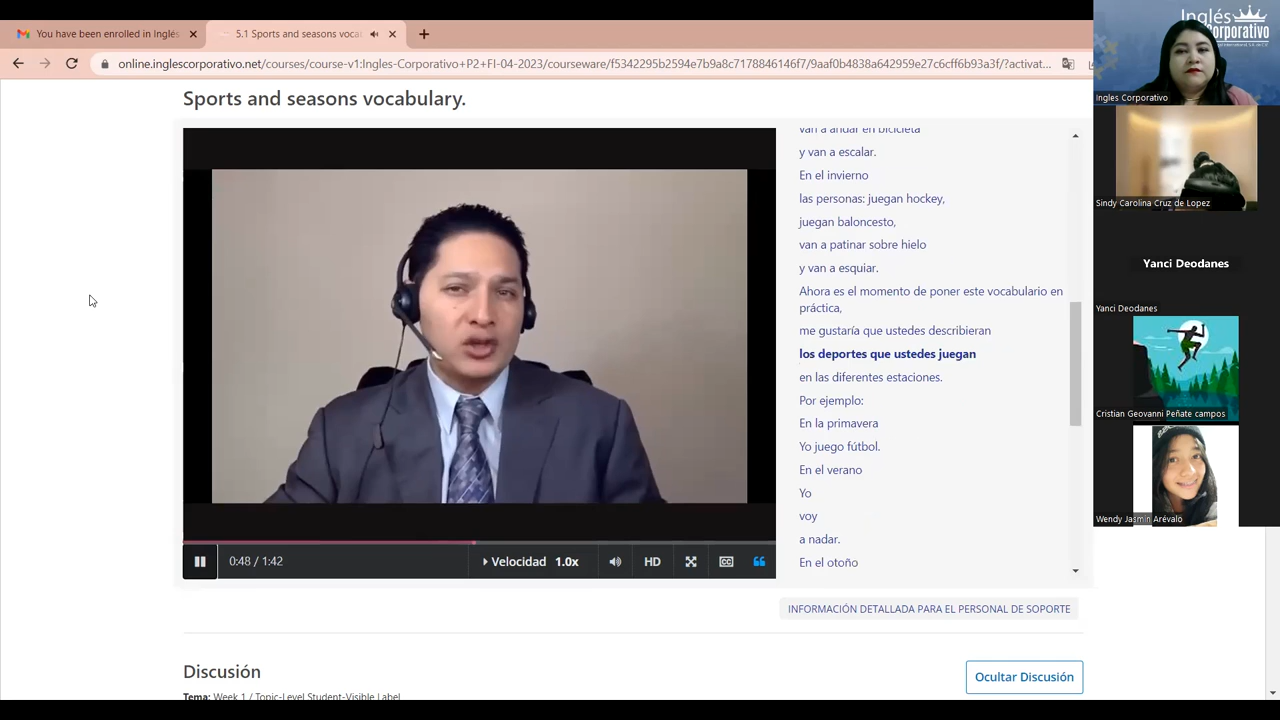 You have been enrolled in Inglés
5.1 Sports and seasons voca
online.inglescorporativo.net/courses/course-v1:Ingles-Corporativo+P2+FI-04-2023/courseware/f5342295b2594e7b9a8c7178846146f7/9aaf0b4838a642959e27c6cff6b93a3f/?activat...
Sports and seasons vocabulary.
van a andar en bicicleta
y van a escalar.
En el invierno
las personas: juegan hockey,
juegan baloncesto,
van a patinar sobre hielo
y van a esquiar.
Ahora es el momento de poner este vocabulario en
práctica,
me gustaría que ustedes describieran
los deportes que ustedes juegan
en las diferentes estaciones.
Por ejemplo:
En la primavera
Yo juego fútbol.
En el verano
Yo
voy
a nadar.
En el otoño
0:48 / 1:42
Velocidad 1.0x
HD
CC
INFORMACIÓN DETALLADA PARA EL PERSONAL DE SOPORTE
Discusión
Ocultar Discusión
Tema: Week 1 / Topic-Level Student-Visible Label
Inglés
Corporativo
Ingles Corporativo
Sindy Carolina Cruz de Lopez
Yanci Deodanes
Yanci Deodanes
Cristian Geovanni Peñate campos
Wendy Jasmin Arévalo